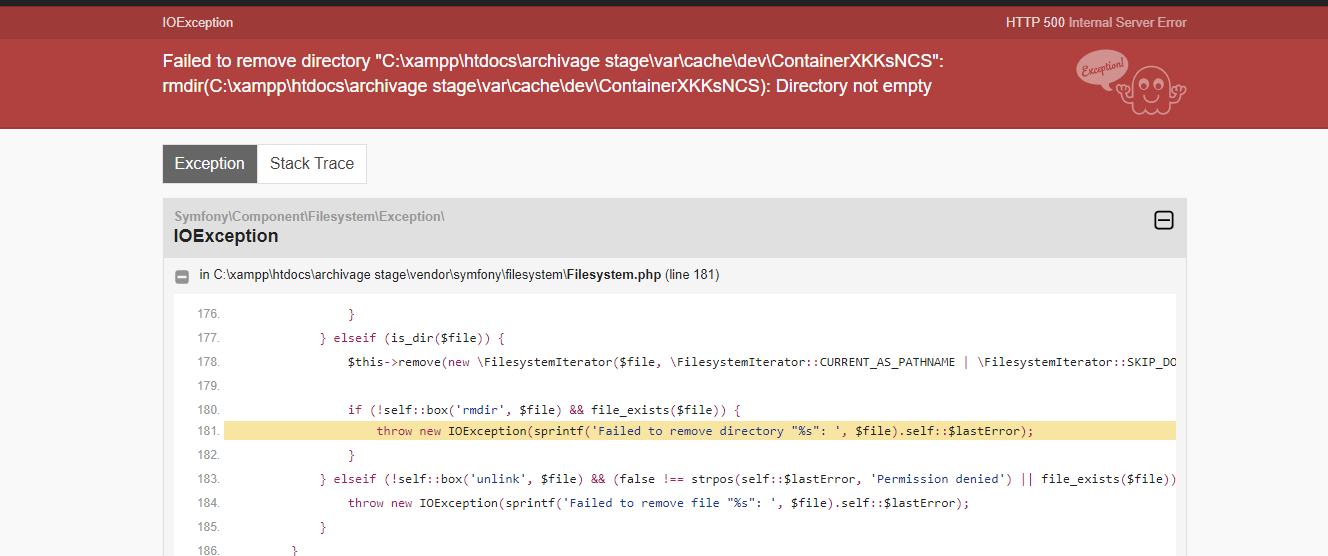 IOException
HTTP 500 Internal Server Error
Failed to remove directory "C:\xampp\htdocs\archivage stage\var\cache\dev\ContainerXKKsNCS":
rmdir(C:\xampp\htdocs\archivage stage\var\cache\dev\ContainerXKKsNCS): Directory not empty
Exception!
Exception
Stack Trace
Symfony\Component\Filesystem\Exception\
IOException
in C:\xampp\htdocs\archivage stage\vendor\symfony\filesystem\Filesystem.php (line 181)
176. }
177. } elseif (is_dir($file)) {
178. $this->remove(new \FilesystemIterator($file, \FilesystemIterator::CURRENT_AS_PATHNAME | \FilesystemIterator::SKIP_DO
179.
180. if (!self::box('rmdir', $file) && file_exists($file)) {
181. throw new IOException(sprintf('Failed to remove directory "%s": ', $file).self::$lastError);
182. }
183. } elseif (!self::box('unlink', $file) && (false !== strpos(self::$lastError, 'Permission denied') || file_exists($file))
184. throw new IOException(sprintf('Failed to remove file "%s": ', $file).self::$lastError);
185. }
186. }